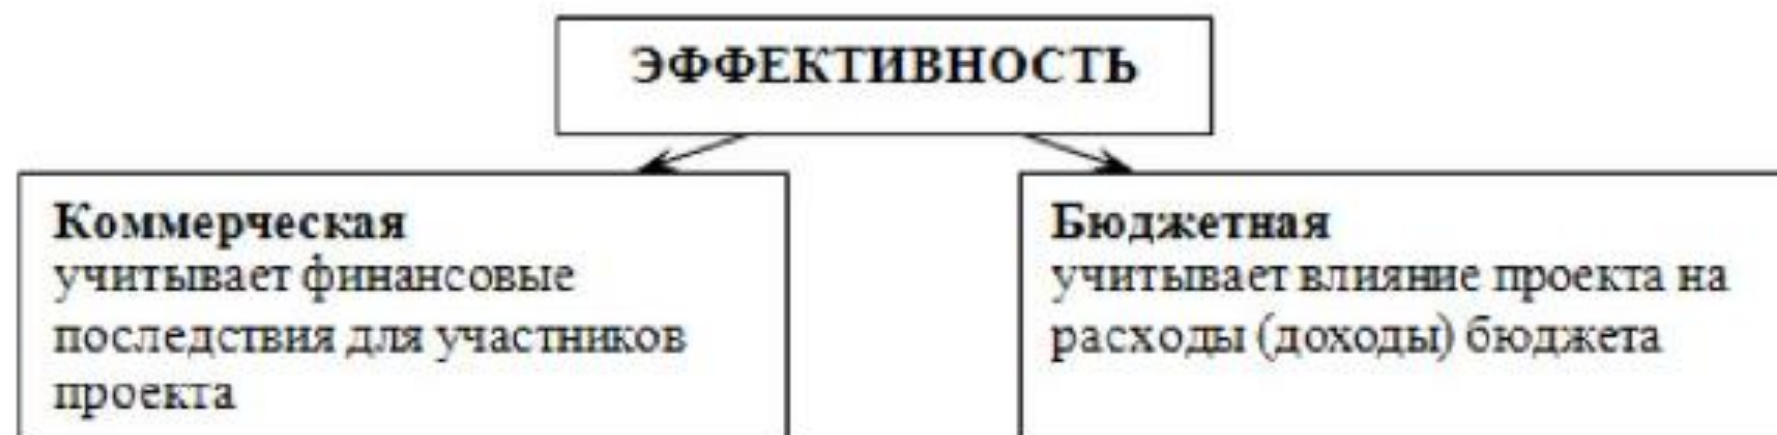 ЭФФЕКТИВНОСТЬ
Коммерческая
учитывает финансовые
последствия для участников
проекта
Бюджетная
учитывает влияние проекта на
расходы (доходы) бюджета